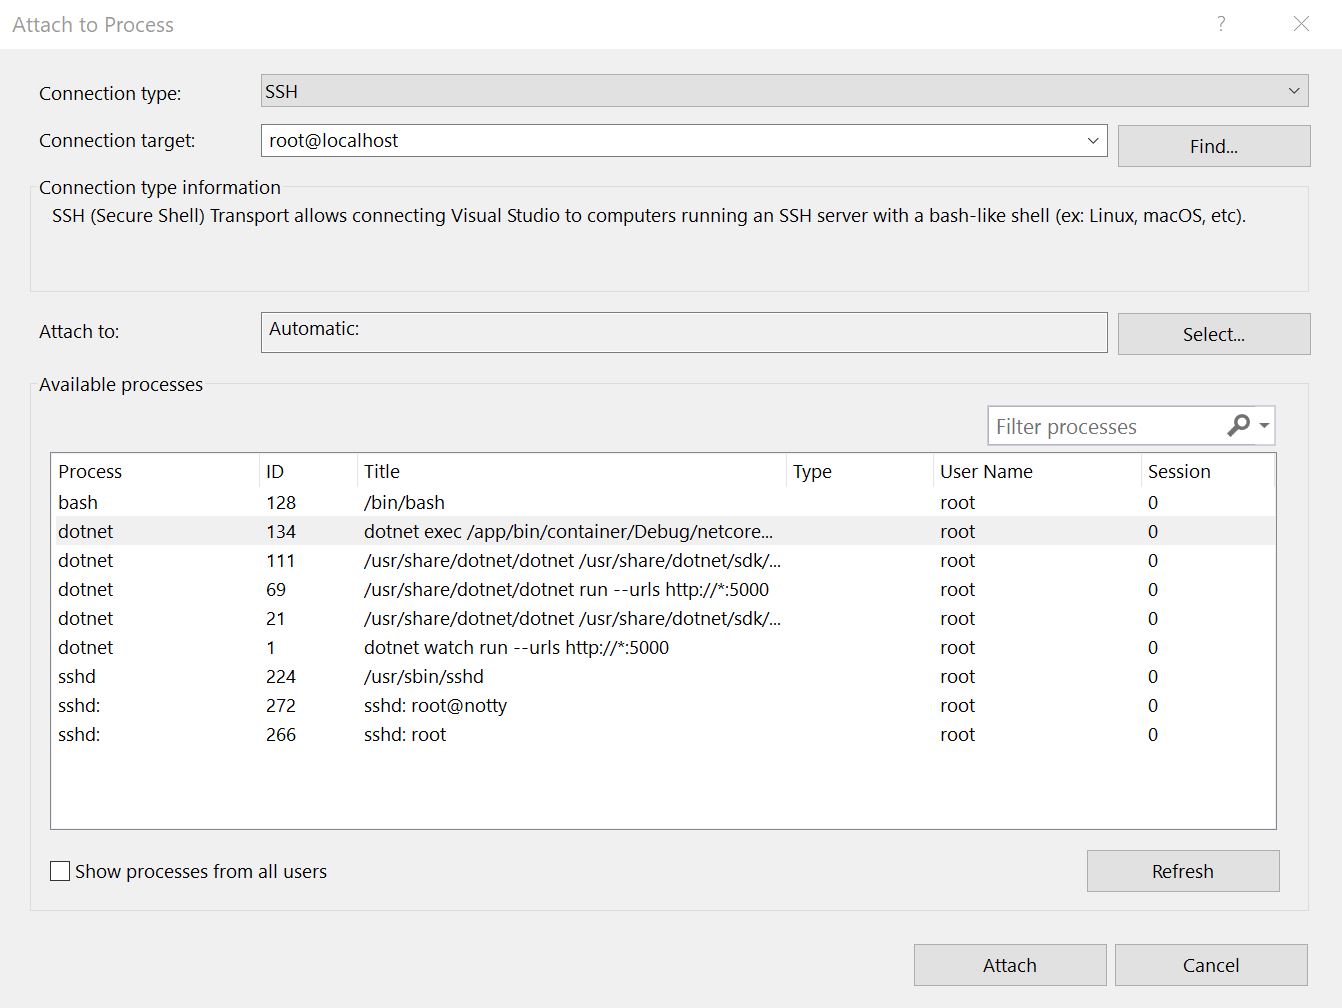 Attach to Process ?
Connection type: SSH
Connection target: root@localhost Find...
Connection type information
SSH (Secure Shell) Transport allows connecting Visual Studio to computers running an SSH server with a bash-like shell (ex: Linux, macOS, etc).
Attach to: Automatic: Select...
Available processes
Filter processes
Process ID Title Type User Name Session
bash 128 /bin/bash root 0
dotnet 134 dotnet exec /app/bin/container/Debug/netcore... root 0
dotnet 111 /usr/share/dotnet/dotnet /usr/share/dotnet/sdk/... root 0
dotnet 69 /usr/share/dotnet/dotnet run --urls http://*:5000 root 0
dotnet 21 /usr/share/dotnet/dotnet /usr/share/dotnet/sdk/... root 0
dotnet 1 dotnet watch run --urls http://*:5000 root 0
sshd 224 /usr/sbin/sshd root 0
sshd: 272 sshd: root@notty root 0
sshd: 266 sshd: root root 0
Show processes from all users Refresh
Attach Cancel